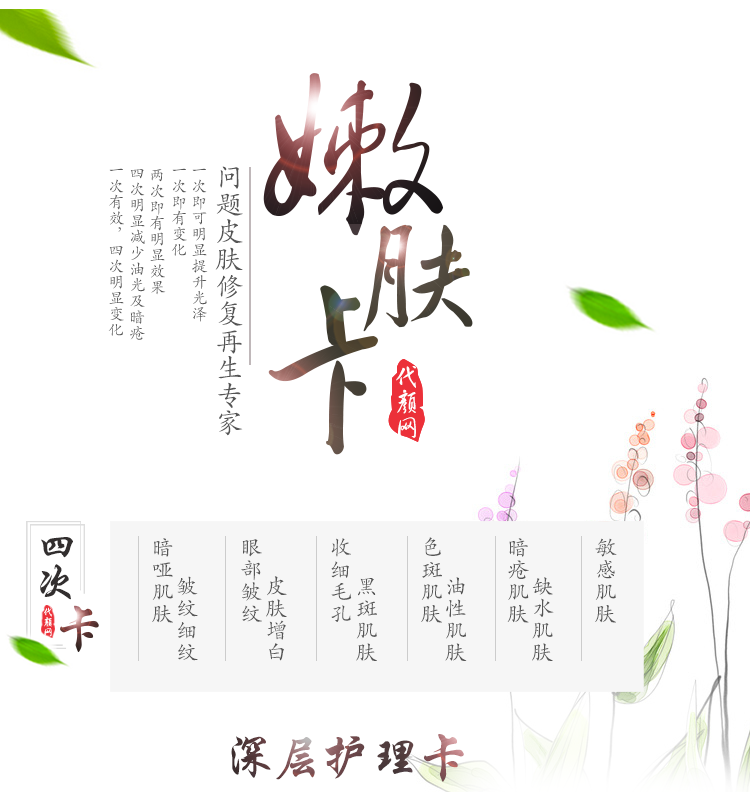 嫩肤卡
代颜网
问题皮肤修复再生专家
一次即可明显提升光泽
一次即有变化
两次即有明显效果
四次明显减少油光及暗疮
一次有效，四次明显变化
四次卡
代颜网
敏感肌肤
缺水肌肤
暗疮肌肤
油性肌肤
色斑肌肤
黑斑肌肤
收细毛孔
皮肤增白
眼部皱纹
皱纹细纹
暗哑肌肤
深层护理卡